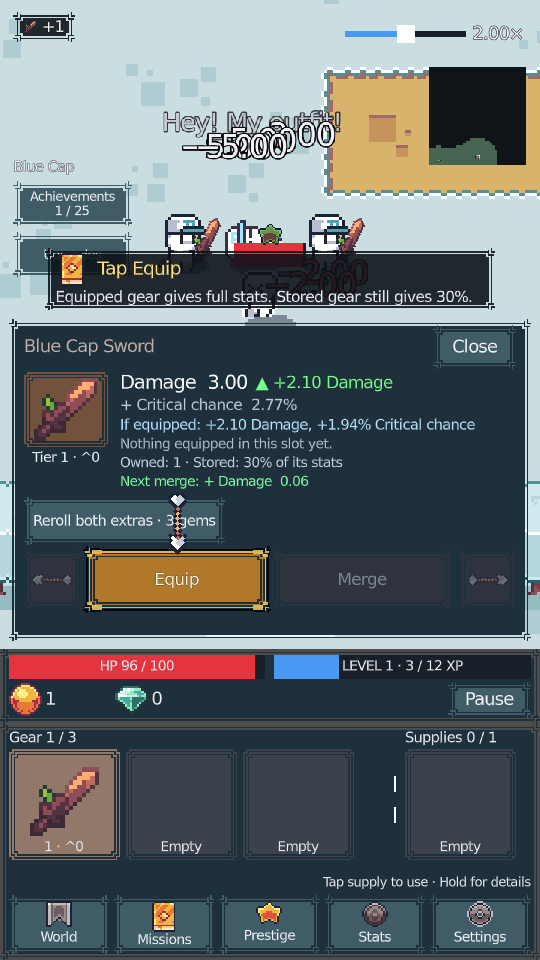 +1
2.00×
Hey! My outfit!
Blue Cap
Achievements
1 / 25
Tap Equip
Equipped gear gives full stats. Stored gear still gives 30%.
Blue Cap Sword
Close
Damage 3.00 ▲ +2.10 Damage
+ Critical chance 2.77%
If equipped: +2.10 Damage, +1.94% Critical chance
Nothing equipped in this slot yet.
Tier 1 · ^0
Owned: 1 · Stored: 30% of its stats
Next merge: + Damage 0.06
Reroll both extras · 3 gems
Equip
Merge
HP 96 / 100
LEVEL 1 · 3 / 12 XP
1
0
Pause
Gear 1 / 3
Supplies 0 / 1
1 · ^0
Empty
Empty
Empty
Tap supply to use · Hold for details
World
Missions
Prestige
Stats
Settings